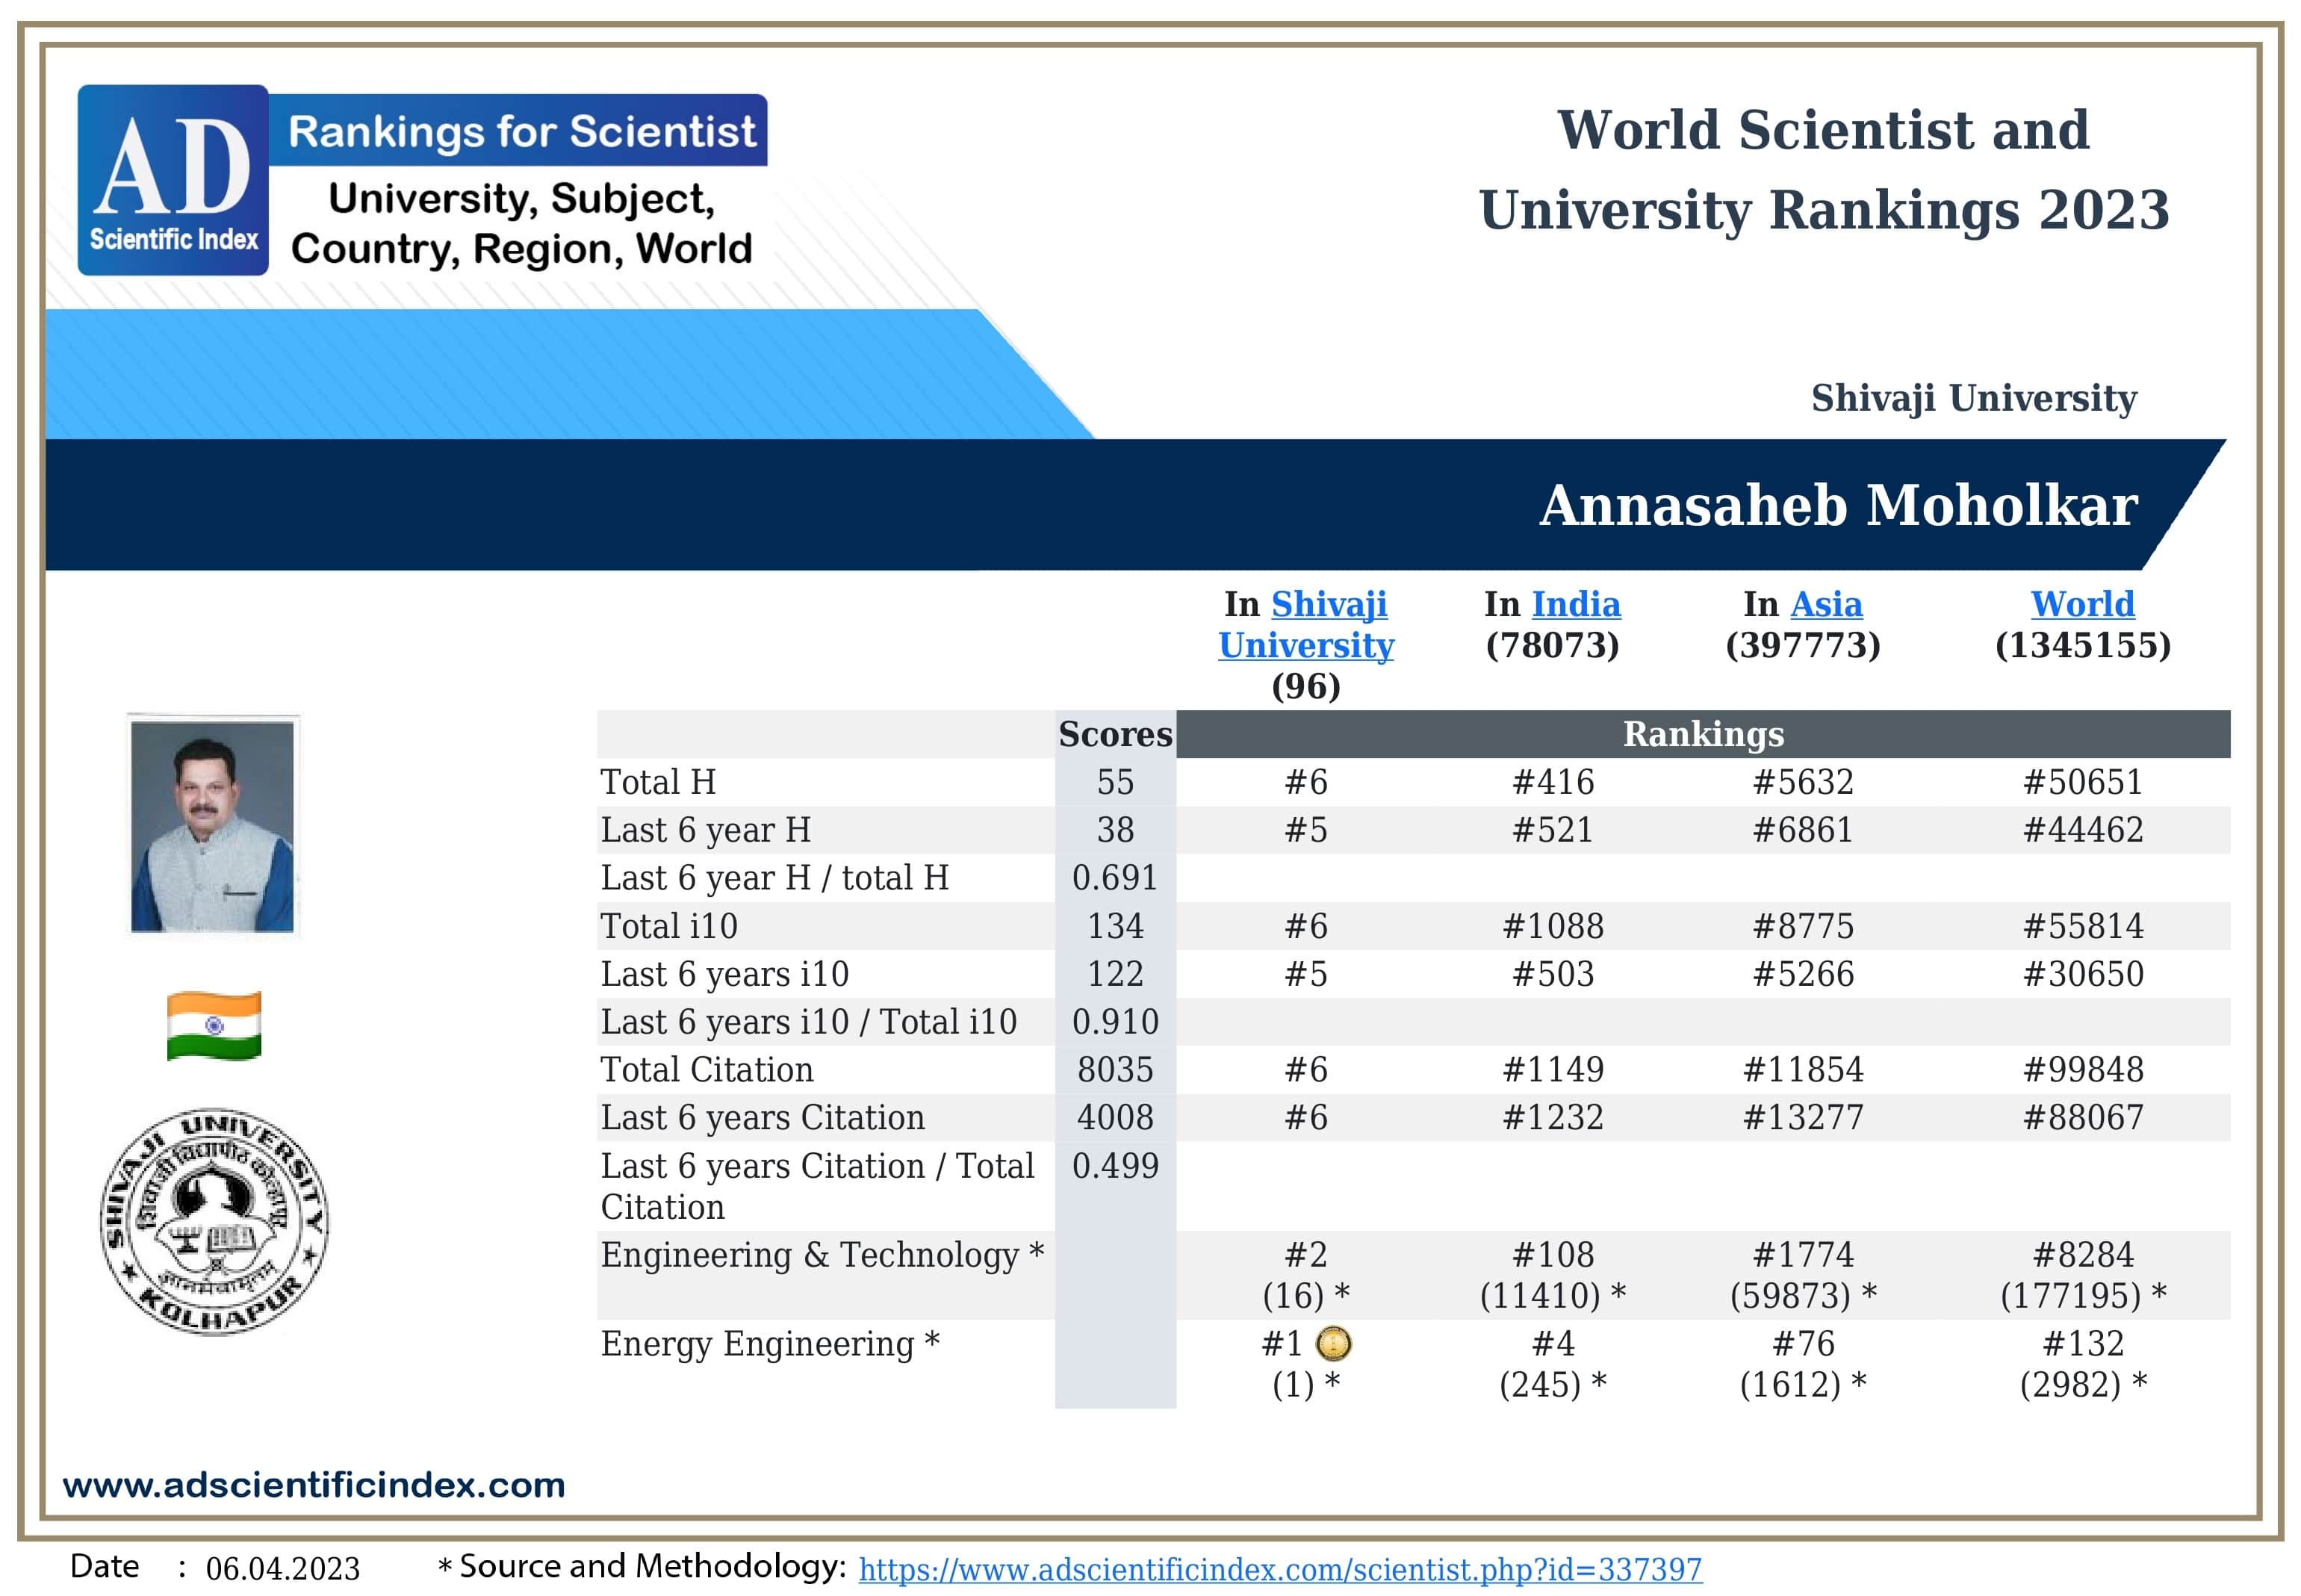 AD
Scientific Index
Rankings for Scientist
University, Subject,
Country, Region, World
World Scientist and
University Rankings 2023
Shivaji University
Annasaheb Moholkar
In Shivaji University (96) In India (78073) In Asia (397773) World (1345155)
Scores Rankings
Total H 55 #6 #416 #5632 #50651
Last 6 year H 38 #5 #521 #6861 #44462
Last 6 year H / total H 0.691
Total i10 134 #6 #1088 #8775 #55814
Last 6 years i10 122 #5 #503 #5266 #30650
Last 6 years i10 / Total i10 0.910
Total Citation 8035 #6 #1149 #11854 #99848
Last 6 years Citation 4008 #6 #1232 #13277 #88067
Last 6 years Citation / Total 0.499
Citation
Engineering & Technology * #2 #108 #1774 #8284
(16) * (11410) * (59873) * (177195) *
Energy Engineering * #1 #4 #76 #132
(1) * (245) * (1612) * (2982) *
SHIVAJI UNIVERSITY
शिवाजी विद्यापीठ कोल्हापूर
ज्ञानमेवामृतम्
★ KOLHAPUR ★
www.adscientificindex.com
Date : 06.04.2023 * Source and Methodology: https://www.adscientificindex.com/scientist.php?id=337397